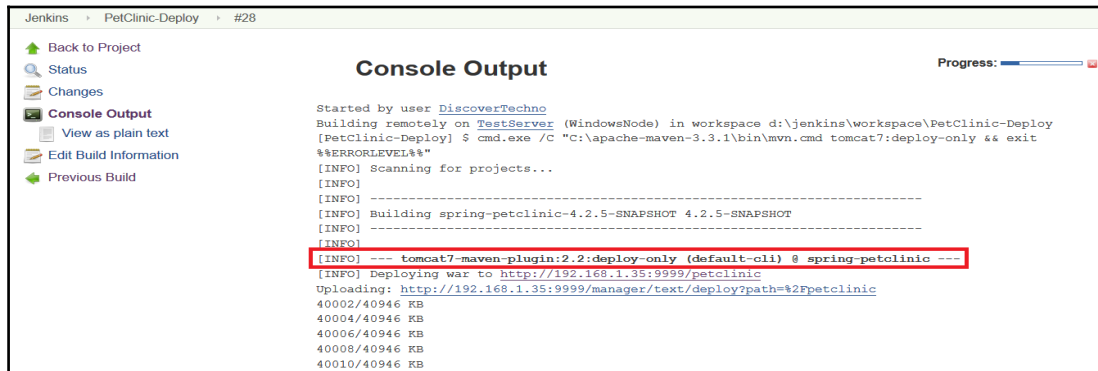 Jenkins PetClinic-Deploy #28
Back to Project
Status
Changes
Console Output
View as plain text
Edit Build Information
Previous Build
Console Output
Progress:
Started by user DiscoverTechno
Building remotely on TestServer (WindowsNode) in workspace d:\jenkins\workspace\PetClinic-Deploy
[PetClinic-Deploy] $ cmd.exe /C "C:\apache-maven-3.3.1\bin\mvn.cmd tomcat7:deploy-only && exit
%%ERRORLEVEL%%"
[INFO] Scanning for projects...
[INFO]
[INFO] ------------------------------------------------------------------------
[INFO] Building spring-petclinic-4.2.5-SNAPSHOT 4.2.5-SNAPSHOT
[INFO] ------------------------------------------------------------------------
[INFO]
[INFO] --- tomcat7-maven-plugin:2.2:deploy-only (default-cli) @ spring-petclinic ---
[INFO] Deploying war to http://192.168.1.35:9999/petclinic
Uploading: http://192.168.1.35:9999/manager/text/deploy?path=%2Fpetclinic
40002/40946 KB
40004/40946 KB
40006/40946 KB
40008/40946 KB
40010/40946 KB